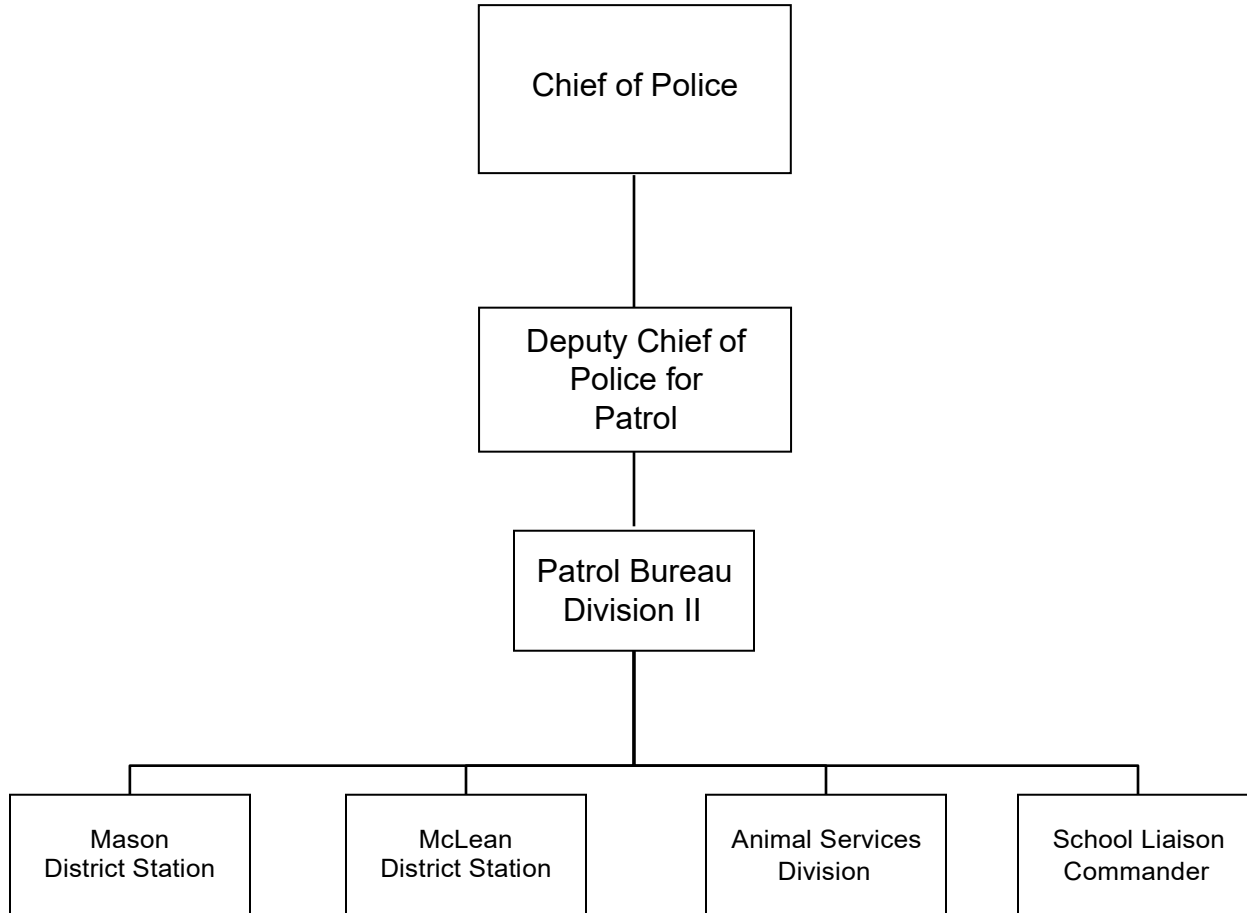 Chief of Police
Deputy Chief of
Police for
Patrol
Patrol Bureau
Division II
Mason
District Station
McLean
District Station
Animal Services
Division
School Liaison
Commander